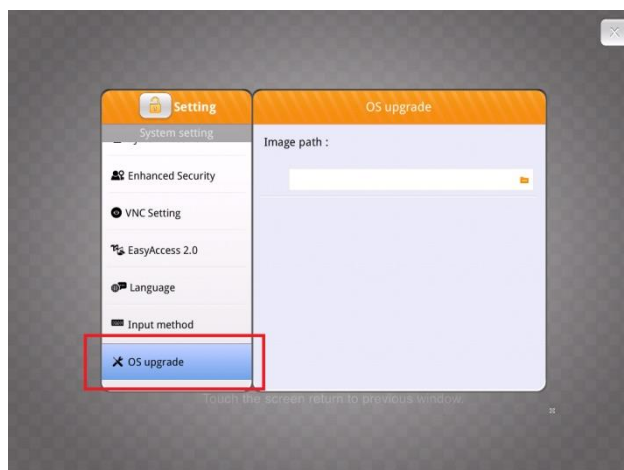 Setting
System setting
Enhanced Security
VNC Setting
EasyAccess 2.0
Language
Input method
OS upgrade
OS upgrade
Image path :
Touch the screen return to previous window.